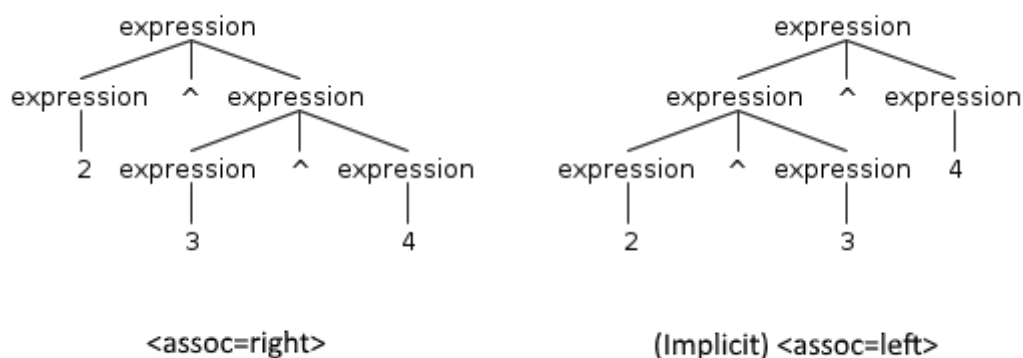 expression expression
expression ^ expression expression ^ expression
2 expression ^ expression expression ^ expression 4
3 4 2 3
<assoc=right> (Implicit) <assoc=left>